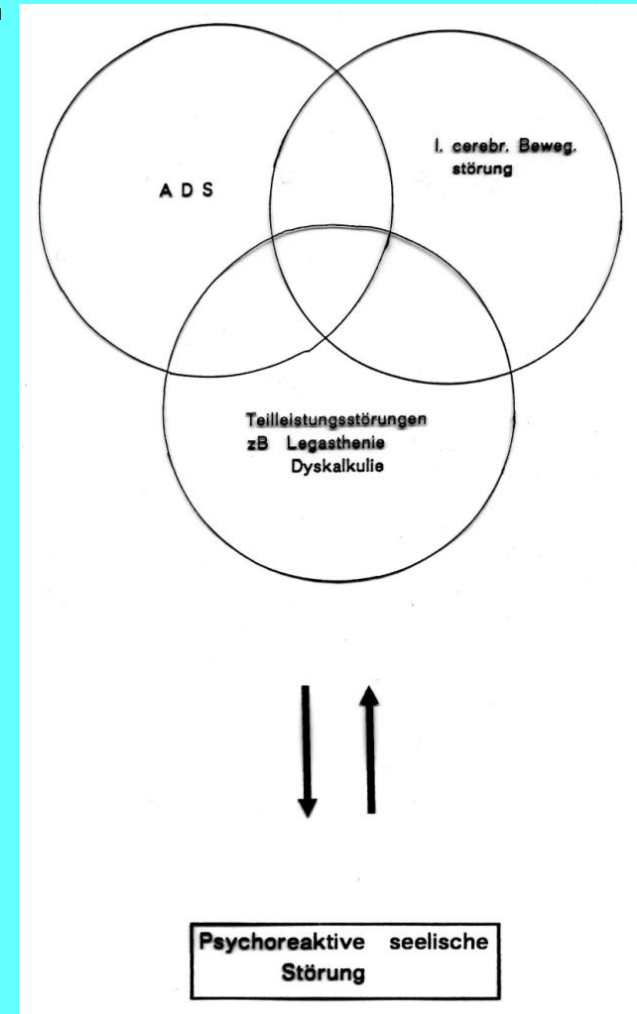 A D S
l. cerebr. Beweg.
störung
Teilleistungsstörungen
zB Legasthenie
Dyskalkulie
Psychoreaktive seelische
Störung